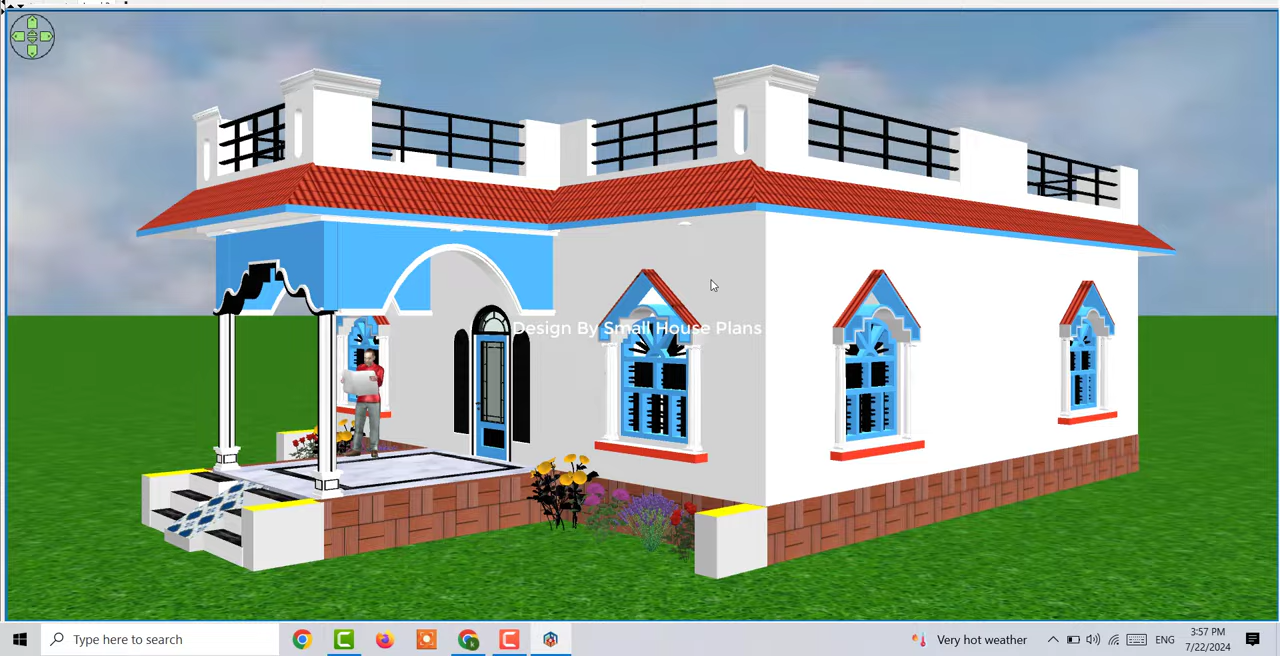 Design By Small House Plans
Type here to search
Very hot weather
ENG
3:57 PM
7/22/2024